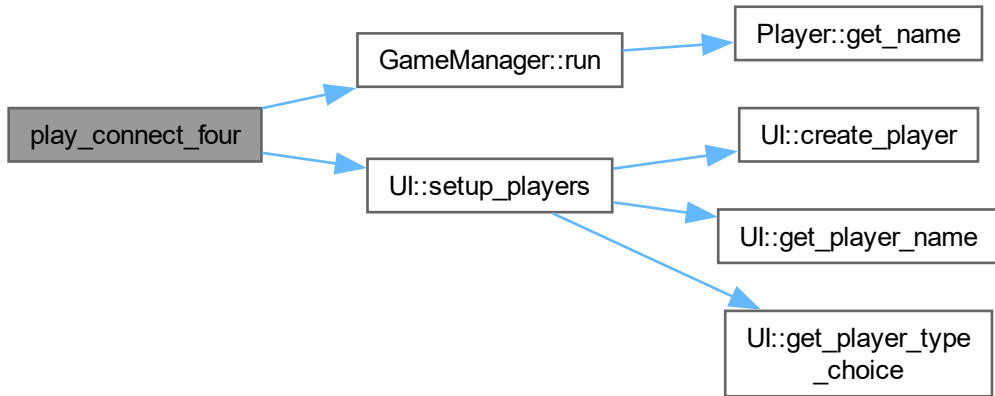 Player::get_name
GameManager::run
play_connect_four
UI::create_player
UI::setup_players
UI::get_player_name
UI::get_player_type
_choice